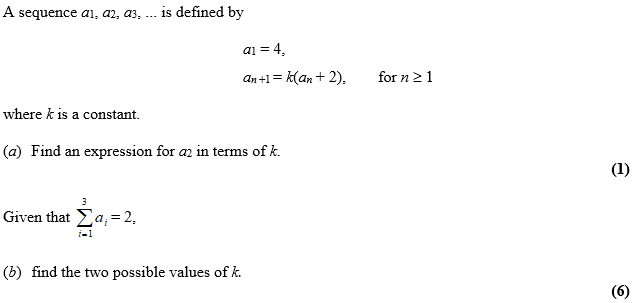 A sequence a1, a2, a3, ... is defined by
a1 = 4,
an+1 = k(an + 2), for n ≥ 1
where k is a constant.
(a) Find an expression for a2 in terms of k.
(1)
3
Given that ∑ai = 2,
i=1
(b) find the two possible values of k.
(6)